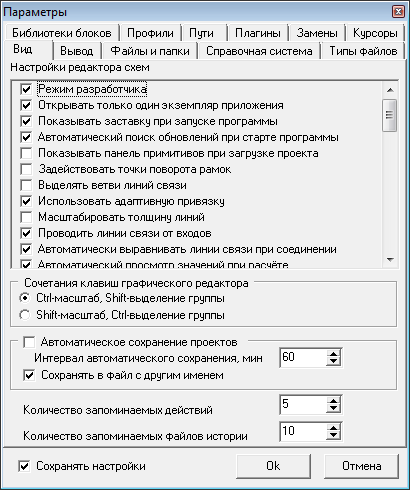 Параметры
Библиотеки блоков Профили Пути Плагины Замены Курсоры
Вид Вывод Файлы и папки Справочная система Типы файлов
Настройки редактора схем
Режим разработчика
Открывать только один экземпляр приложения
Показывать заставку при запуске программы
Автоматический поиск обновлений при старте программы
Показывать панель примитивов при загрузке проекта
Задействовать точки поворота рамок
Выделять ветви линий связи
Использовать адаптивную привязку
Масштабировать толщину линий
Проводить линии связи от входов
Автоматически выравнивать линии связи при соединении
Автоматический просмотр значений при расчёте
Сочетания клавиш графического редактора
Ctrl-масштаб, Shift-выделение группы
Shift-масштаб, Ctrl-выделение группы
Автоматическое сохранение проектов
Интервал автоматического сохранения, мин 60
Сохранять в файл с другим именем
Количество запоминаемых действий 5
Количество запоминаемых файлов истории 10
Сохранять настройки Ok Отмена